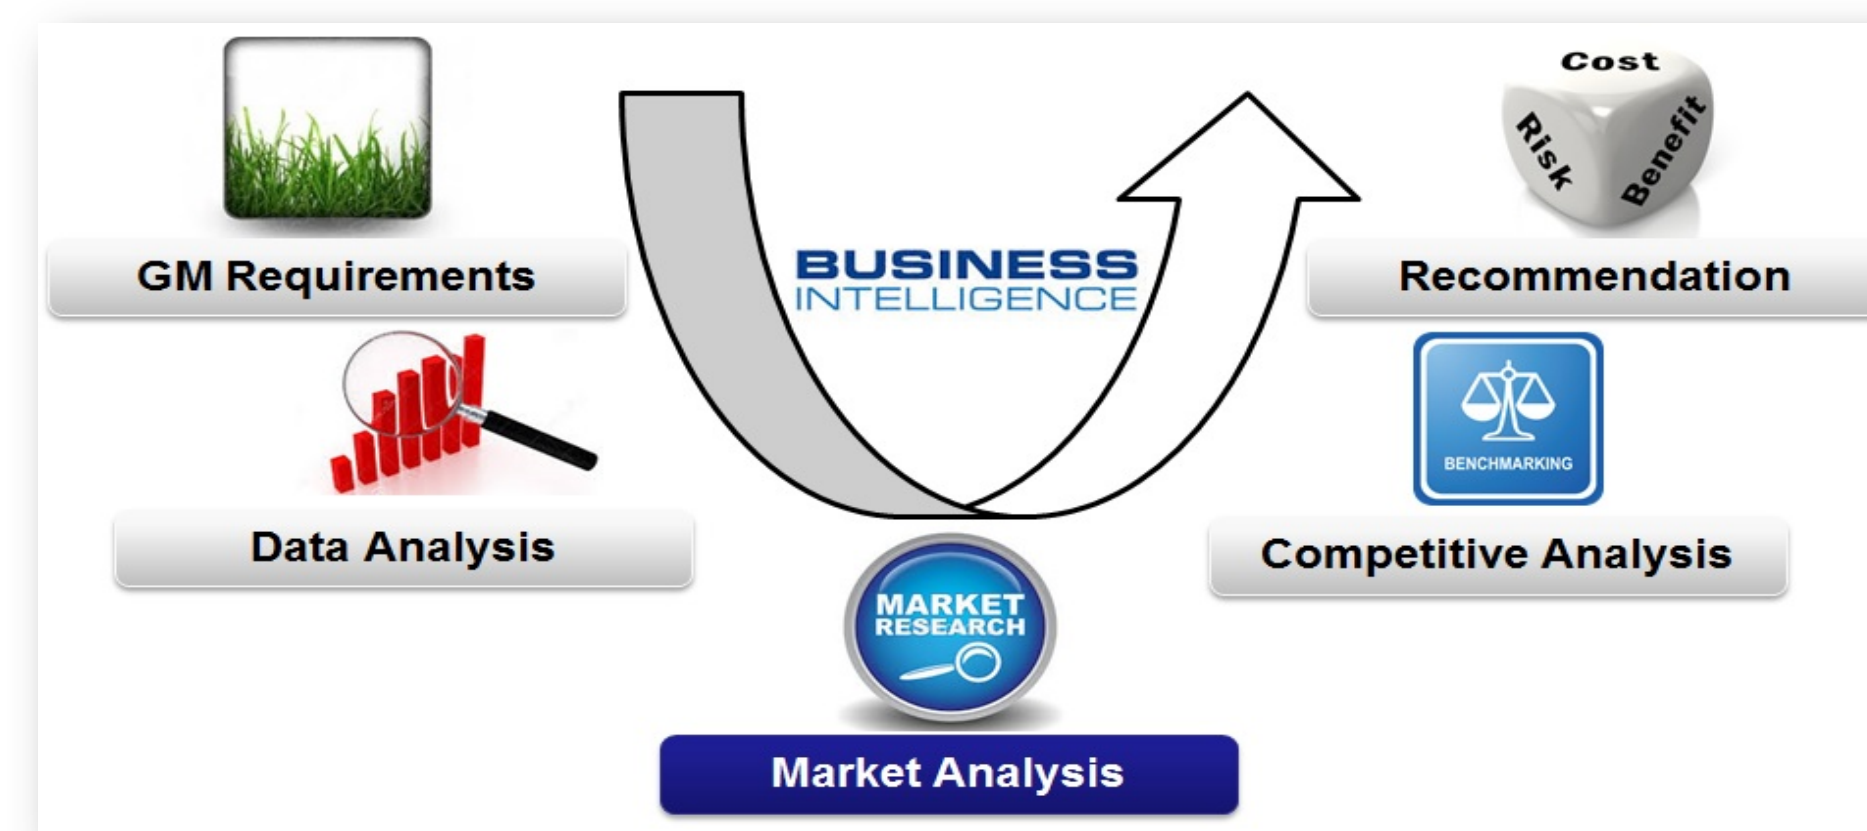 Cost
Risk
Benefit
GM Requirements
BUSINESS
INTELLIGENCE
Recommendation
BENCHMARKING
Data Analysis
Competitive Analysis
MARKET
RESEARCH
Market Analysis